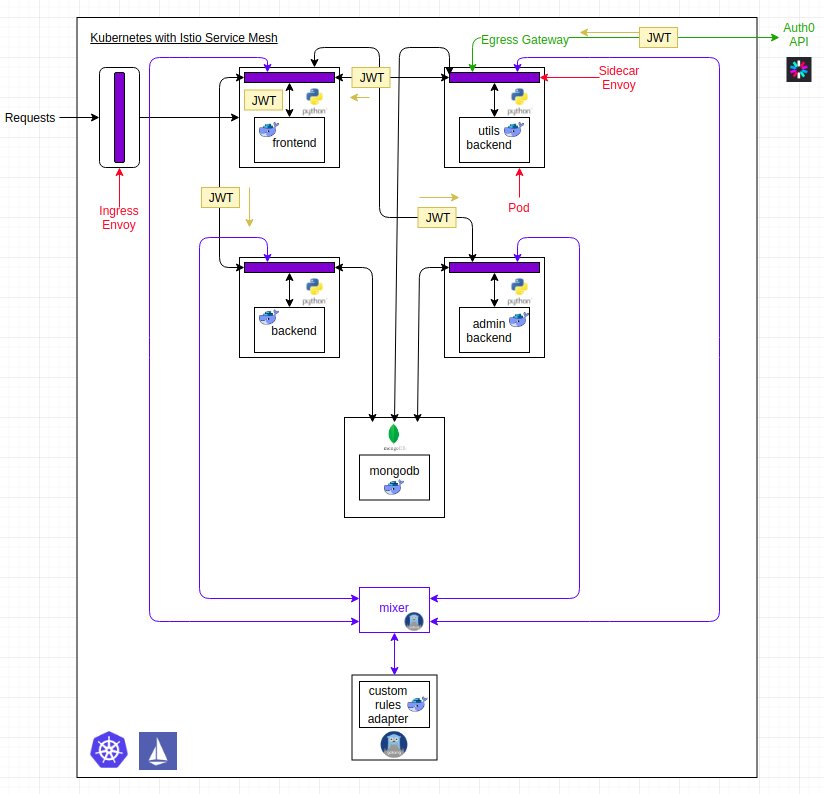 Kubernetes with Istio Service Mesh
Egress Gateway
JWT
Auth0
API
Sidecar
Envoy
Requests
JWT
JWT
python
python
frontend
utils
backend
Ingress
Envoy
JWT
JWT
Pod
python
python
backend
admin
backend
mongodb
mixer
custom
rules
adapter